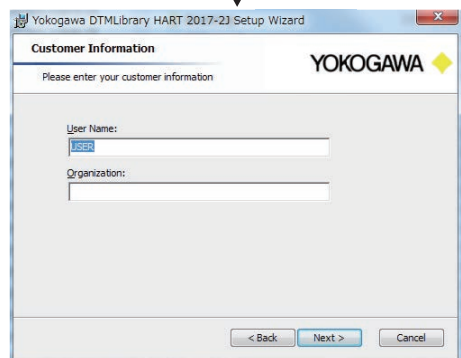 Yokogawa DTMLibrary HART 2017-2J Setup Wizard
Customer Information
Please enter your customer information
YOKOGAWA
User Name:
USER
Organization:
< Back
Next >
Cancel